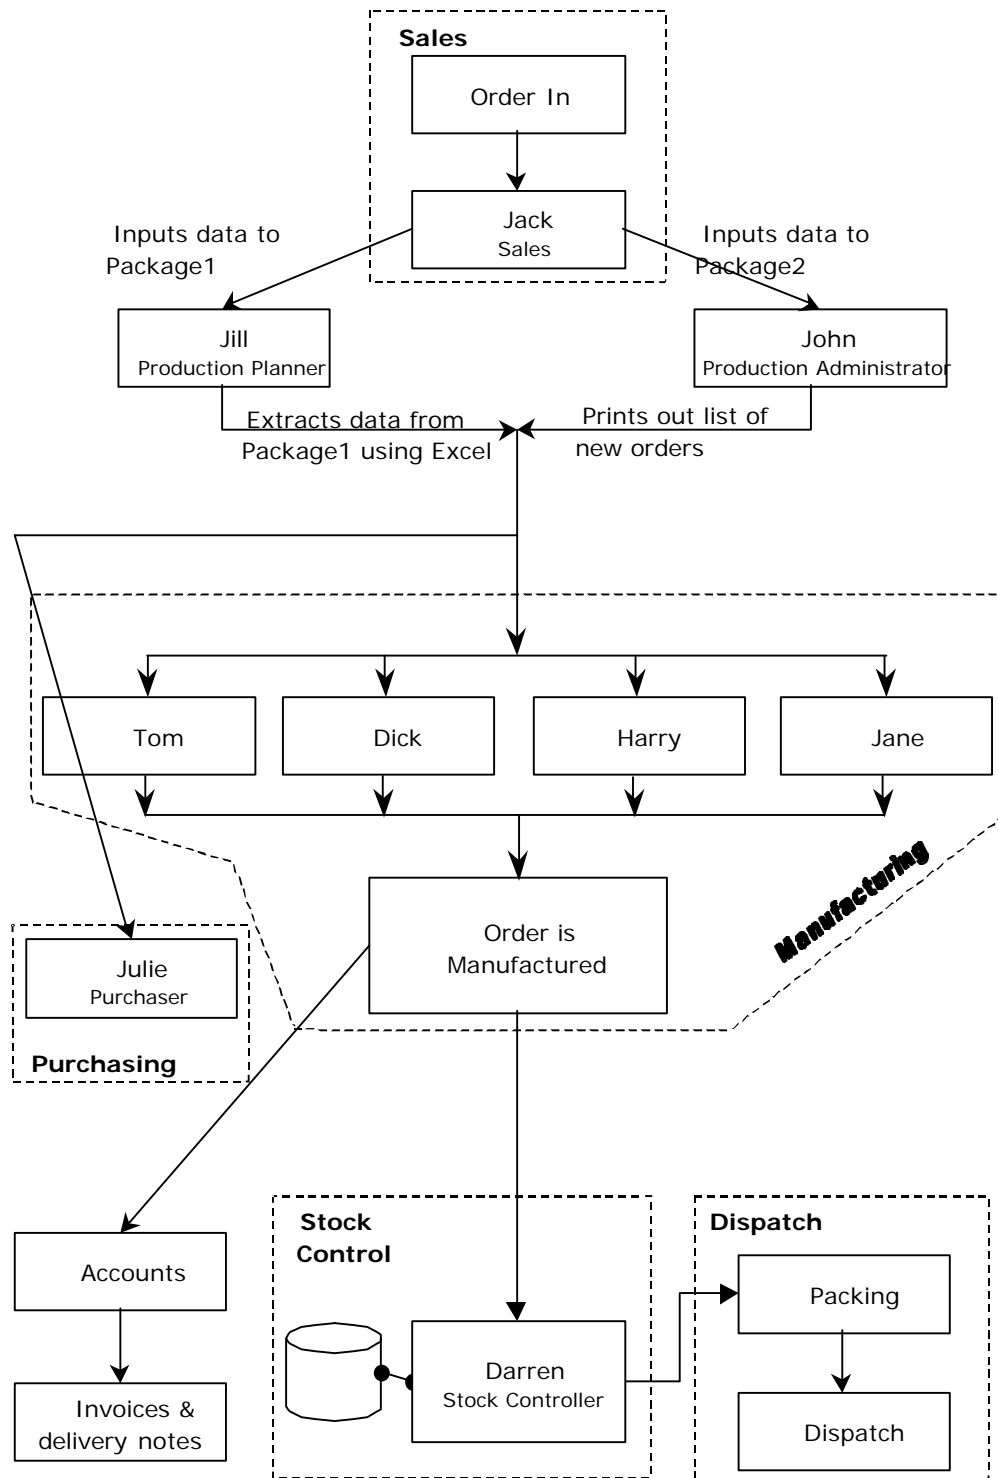 Sales
Order In
Jack
Sales
Inputs data to
Package1
Inputs data to
Package2
Jill
Production Planner
John
Production Administrator
Extracts data from
Package1 using Excel
Prints out list of
new orders
Tom
Dick
Harry
Jane
Manufacturing
Order is
Manufactured
Julie
Purchaser
Purchasing
Stock
Control
Dispatch
Accounts
Packing
Darren
Stock Controller
Invoices &
delivery notes
Dispatch